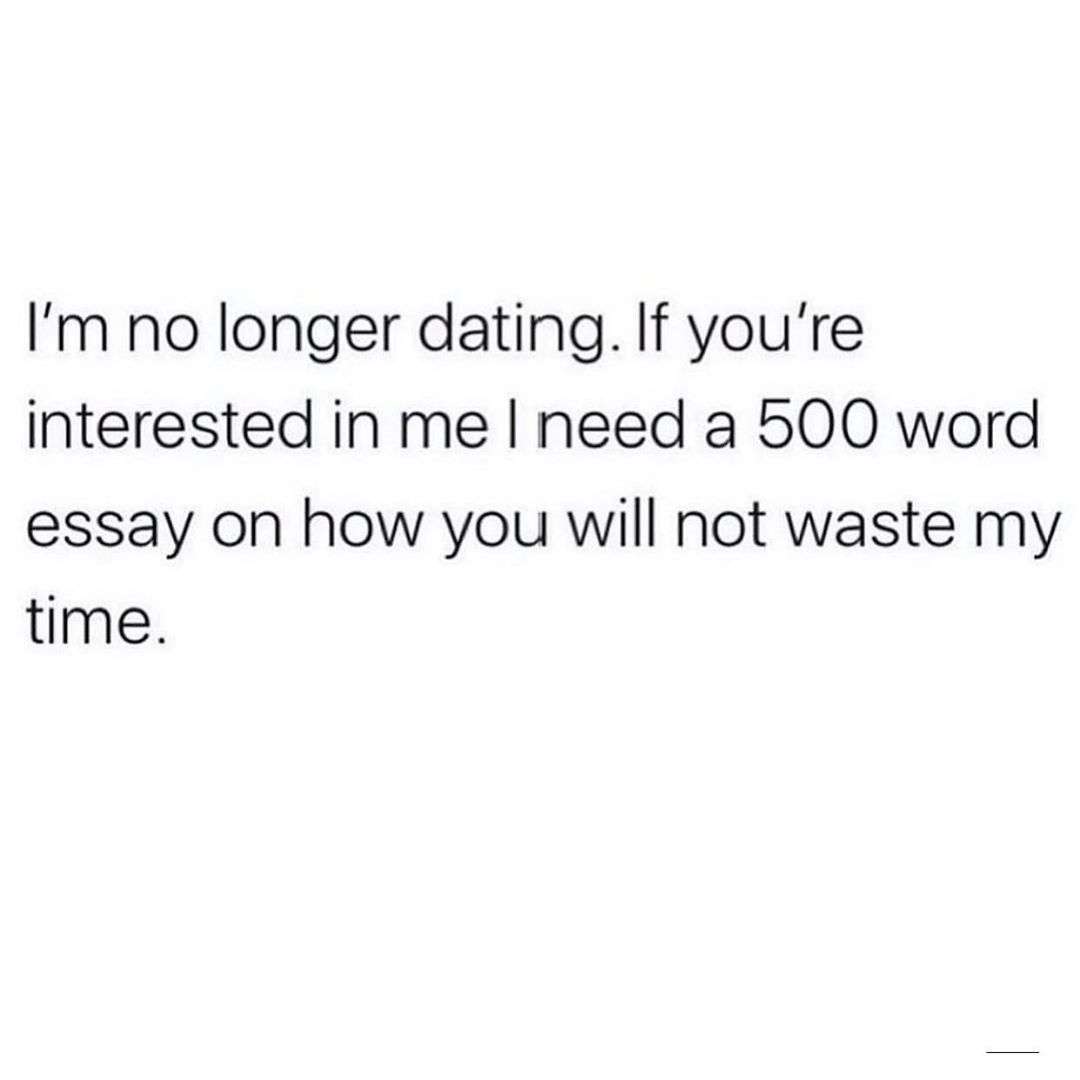 I'm no longer dating. If you're
interested in me I need a 500 word
essay on how you will not waste my
time.